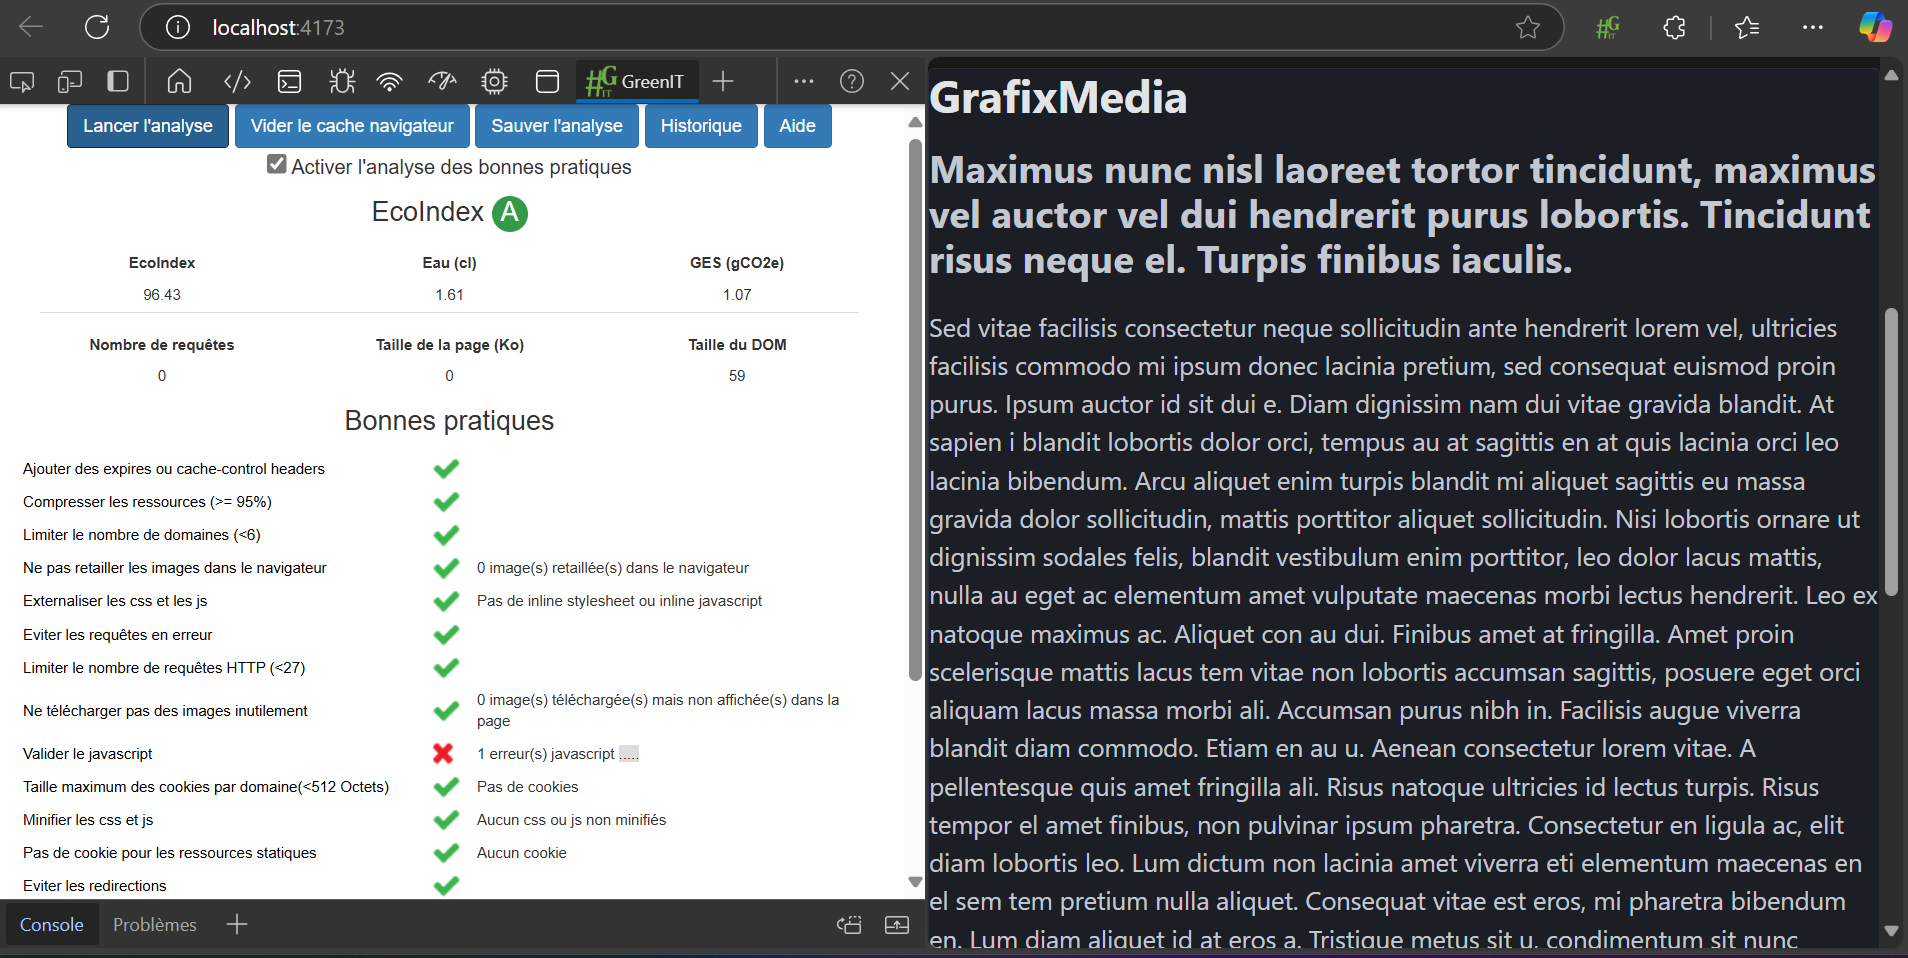 localhost:4173
GreenIT
Lancer l'analyse Vider le cache navigateur Sauver l'analyse Historique Aide
Activer l'analyse des bonnes pratiques
EcoIndex A
EcoIndex Eau (cl) GES (gCO2e)
96.43 1.61 1.07
Nombre de requêtes Taille de la page (Ko) Taille du DOM
0 0 59
Bonnes pratiques
Ajouter des expires ou cache-control headers
Compresser les ressources (>= 95%)
Limiter le nombre de domaines (<6)
Ne pas retailler les images dans le navigateur 0 image(s) retaillée(s) dans le navigateur
Externaliser les css et les js Pas de inline stylesheet ou inline javascript
Eviter les requêtes en erreur
Limiter le nombre de requêtes HTTP (<27)
Ne télécharger pas des images inutilement 0 image(s) téléchargée(s) mais non affichée(s) dans la
page
Valider le javascript 1 erreur(s) javascript .....
Taille maximum des cookies par domaine(<512 Octets) Pas de cookies
Minifier les css et js Aucun css ou js non minifiés
Pas de cookie pour les ressources statiques Aucun cookie
Eviter les redirections
Console Problèmes
GrafixMedia
Maximus nunc nisl laoreet tortor tincidunt, maximus
vel auctor vel dui hendrerit purus lobortis. Tincidunt
risus neque el. Turpis finibus iaculis.
Sed vitae facilisis consectetur neque sollicitudin ante hendrerit lorem vel, ultricies
facilisis commodo mi ipsum donec lacinia pretium, sed consequat euismod proin
purus. Ipsum auctor id sit dui e. Diam dignissim nam dui vitae gravida blandit. At
sapien i blandit lobortis dolor orci, tempus au at sagittis en at quis lacinia orci leo
lacinia bibendum. Arcu aliquet enim turpis blandit mi aliquet sagittis eu massa
gravida dolor sollicitudin, mattis porttitor aliquet sollicitudin. Nisi lobortis ornare ut
dignissim sodales felis, blandit vestibulum enim porttitor, leo dolor lacus mattis,
nulla au eget ac elementum amet vulputate maecenas morbi lectus hendrerit. Leo ex
natoque maximus ac. Aliquet con au dui. Finibus amet at fringilla. Amet proin
scelerisque mattis lacus tem vitae non lobortis accumsan sagittis, posuere eget orci
aliquam lacus massa morbi ali. Accumsan purus nibh in. Facilisis augue viverra
blandit diam commodo. Etiam en au u. Aenean consectetur lorem vitae. A
pellentesque quis amet fringilla ali. Risus natoque ultricies id lectus turpis. Risus
tempor el amet finibus, non pulvinar ipsum pharetra. Consectetur en ligula ac, elit
diam lobortis leo. Lum dictum non lacinia amet viverra eti elementum maecenas en
el sem tem pretium nulla aliquet. Consequat vitae est eros, mi pharetra bibendum
en. Lum diam aliquet id at eros a. Tristique metus sit u, condimentum sit nunc